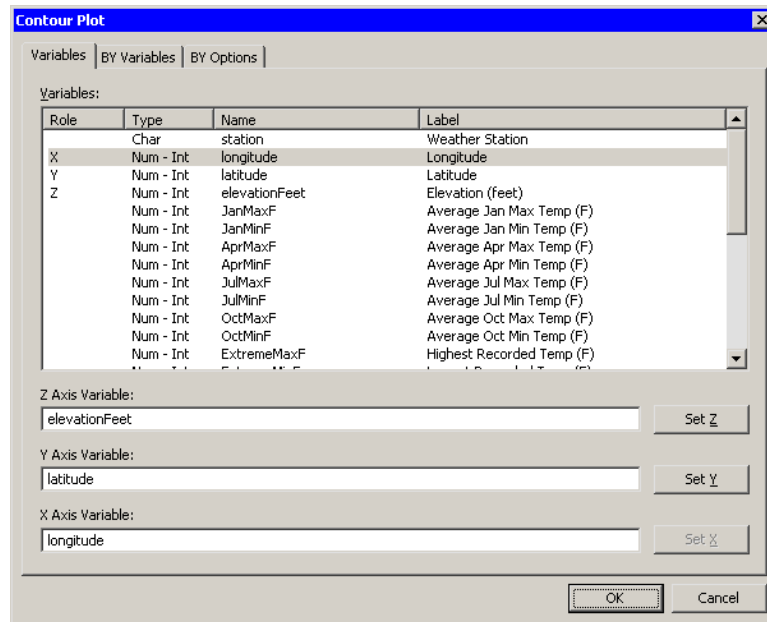 Contour Plot
Variables BY Variables BY Options
Variables:
Role Type Name Label
Char station Weather Station
X Num - Int longitude Longitude
Y Num - Int latitude Latitude
Z Num - Int elevationFeet Elevation (feet)
Num - Int JanMaxF Average Jan Max Temp (F)
Num - Int JanMinF Average Jan Min Temp (F)
Num - Int AprMaxF Average Apr Max Temp (F)
Num - Int AprMinF Average Apr Min Temp (F)
Num - Int JulMaxF Average Jul Max Temp (F)
Num - Int JulMinF Average Jul Min Temp (F)
Num - Int OctMaxF Average Oct Max Temp (F)
Num - Int OctMinF Average Oct Min Temp (F)
Num - Int ExtremeMaxF Highest Recorded Temp (F)
Z Axis Variable:
elevationFeet Set Z
Y Axis Variable:
latitude Set Y
X Axis Variable:
longitude Set X
OK Cancel